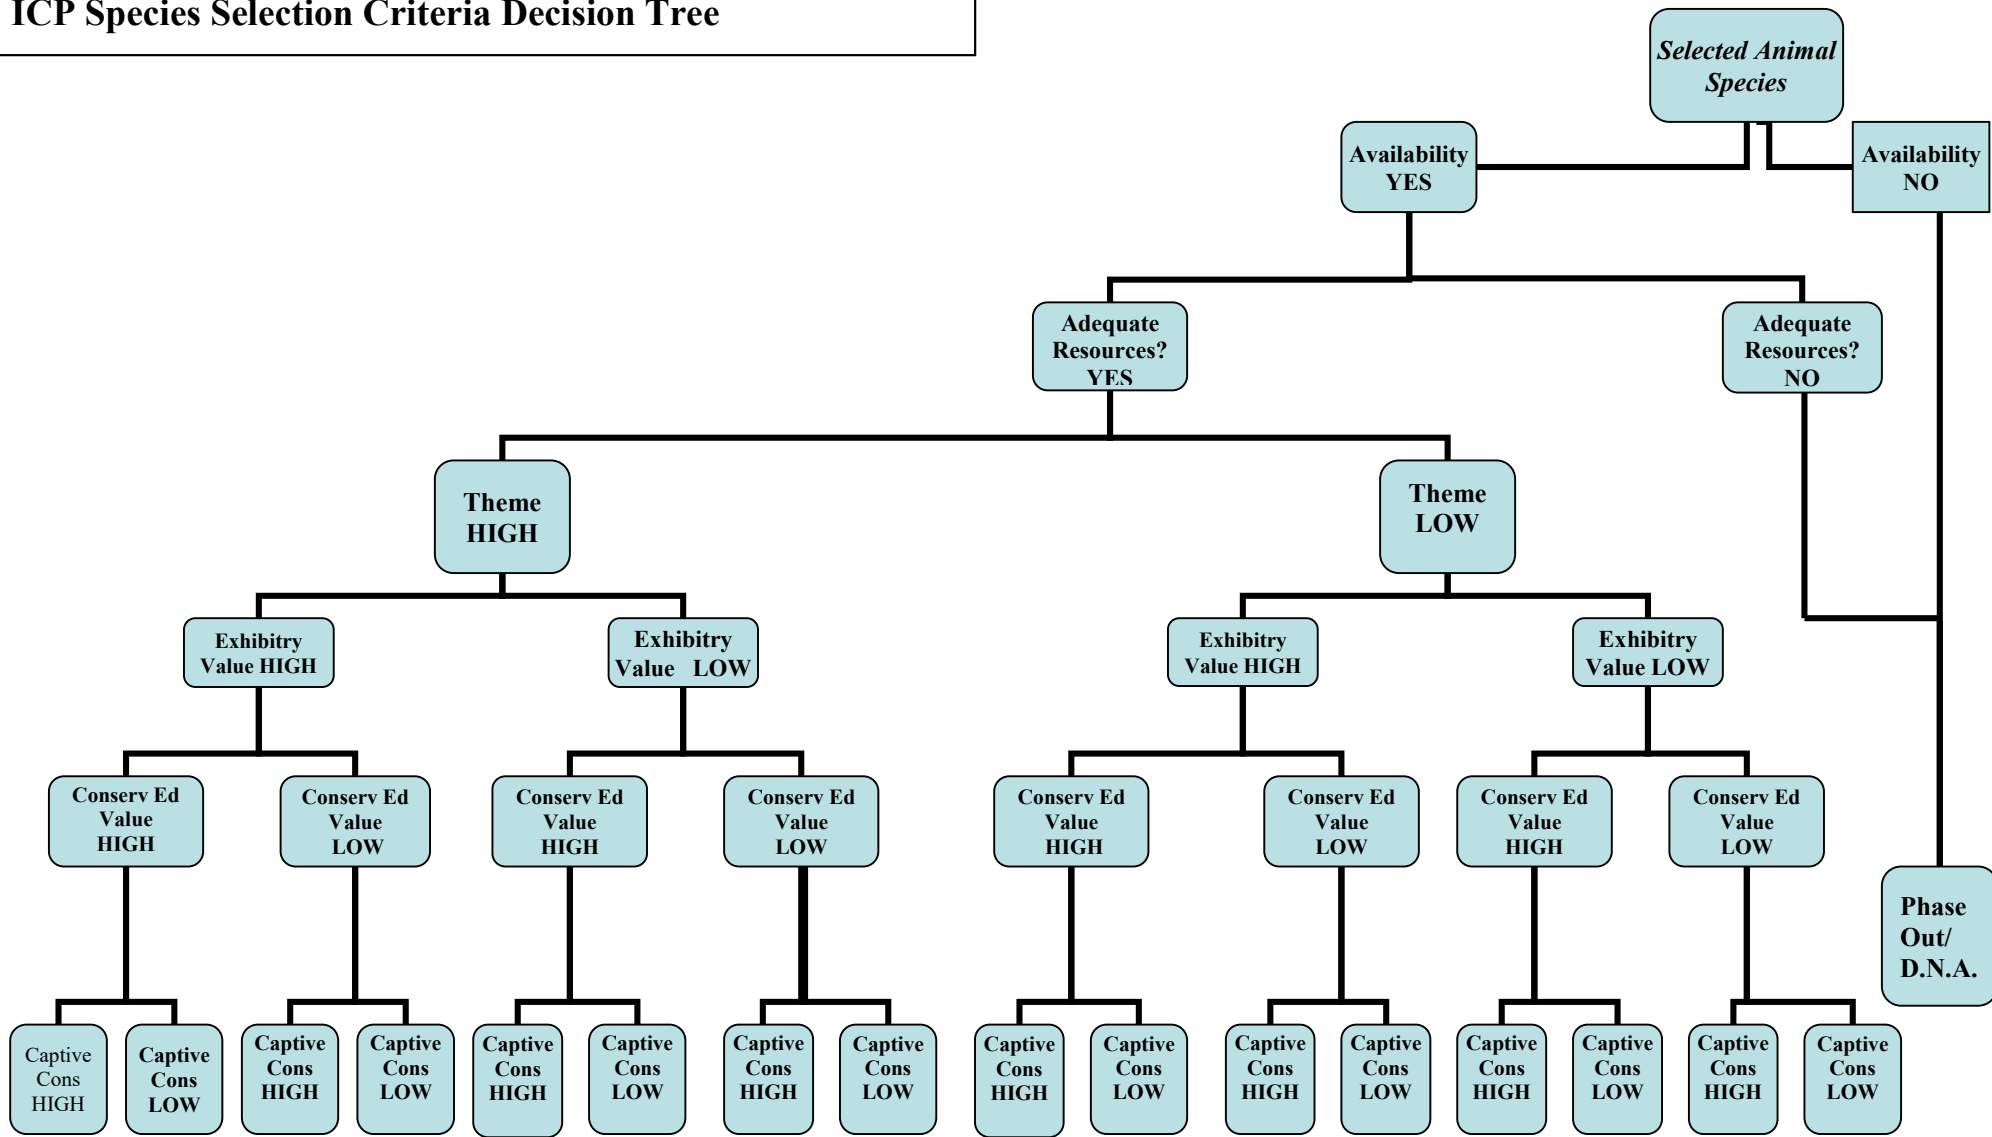 ICP Species Selection Criteria Decision Tree
Selected Animal
Species
Availability
YES
Availability
NO
Adequate
Resources?
YES
Adequate
Resources?
NO
Theme
HIGH
Theme
LOW
Exhibitry
Value HIGH
Exhibitry
Value LOW
Exhibitry
Value HIGH
Exhibitry
Value LOW
Conserv Ed
Value
HIGH
Conserv Ed
Value
LOW
Conserv Ed
Value
HIGH
Conserv Ed
Value
LOW
Conserv Ed
Value
HIGH
Conserv Ed
Value
LOW
Conserv Ed
Value
HIGH
Conserv Ed
Value
LOW
Phase
Out/
D.N.A.
Captive
Cons
HIGH
Captive
Cons
LOW
Captive
Cons
HIGH
Captive
Cons
LOW
Captive
Cons
HIGH
Captive
Cons
LOW
Captive
Cons
HIGH
Captive
Cons
LOW
Captive
Cons
HIGH
Captive
Cons
LOW
Captive
Cons
HIGH
Captive
Cons
LOW
Captive
Cons
HIGH
Captive
Cons
LOW
Captive
Cons
HIGH
Captive
Cons
LOW